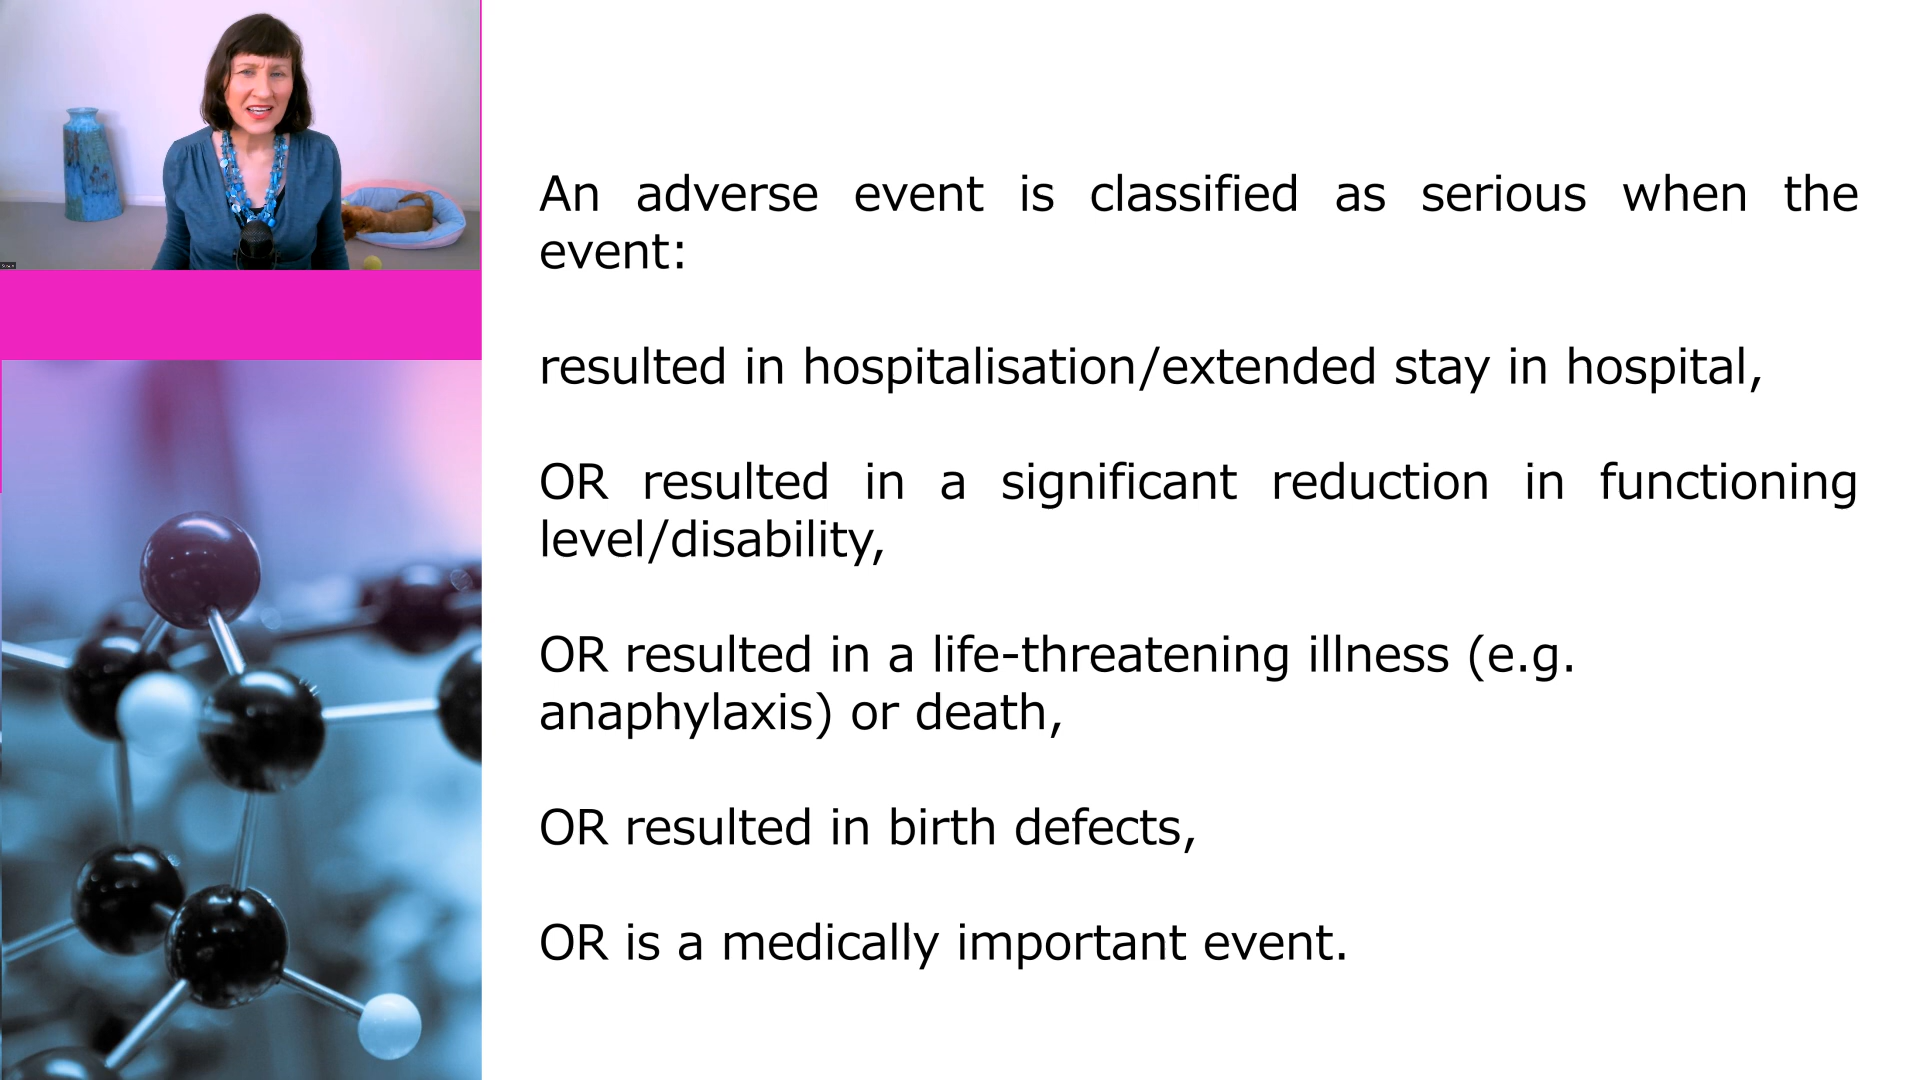 An adverse event is classified as serious when the
event:
resulted in hospitalisation/extended stay in hospital,
OR resulted in a significant reduction in functioning
level/disability,
OR resulted in a life-threatening illness (e.g.
anaphylaxis) or death,
OR resulted in birth defects,
OR is a medically important event.